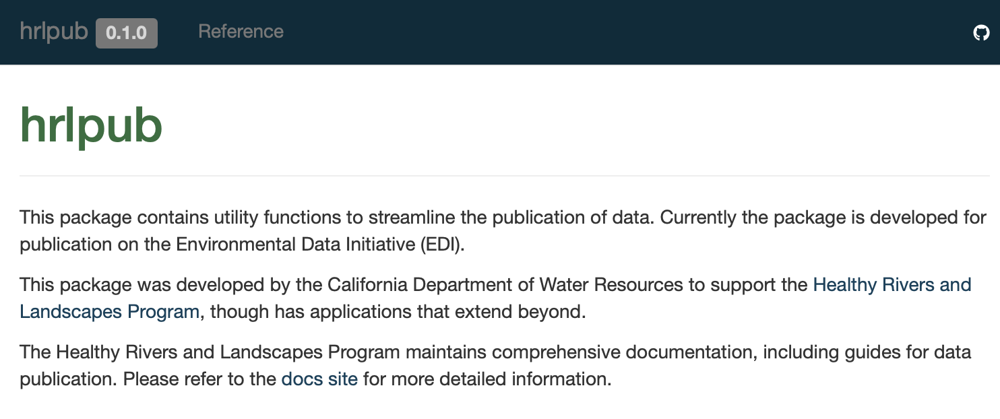 hrlpub 0.1.0 Reference
hrlpub
This package contains utility functions to streamline the publication of data. Currently the package is developed for
publication on the Environmental Data Initiative (EDI).
This package was developed by the California Department of Water Resources to support the Healthy Rivers and
Landscapes Program, though has applications that extend beyond.
The Healthy Rivers and Landscapes Program maintains comprehensive documentation, including guides for data
publication. Please refer to the docs site for more detailed information.